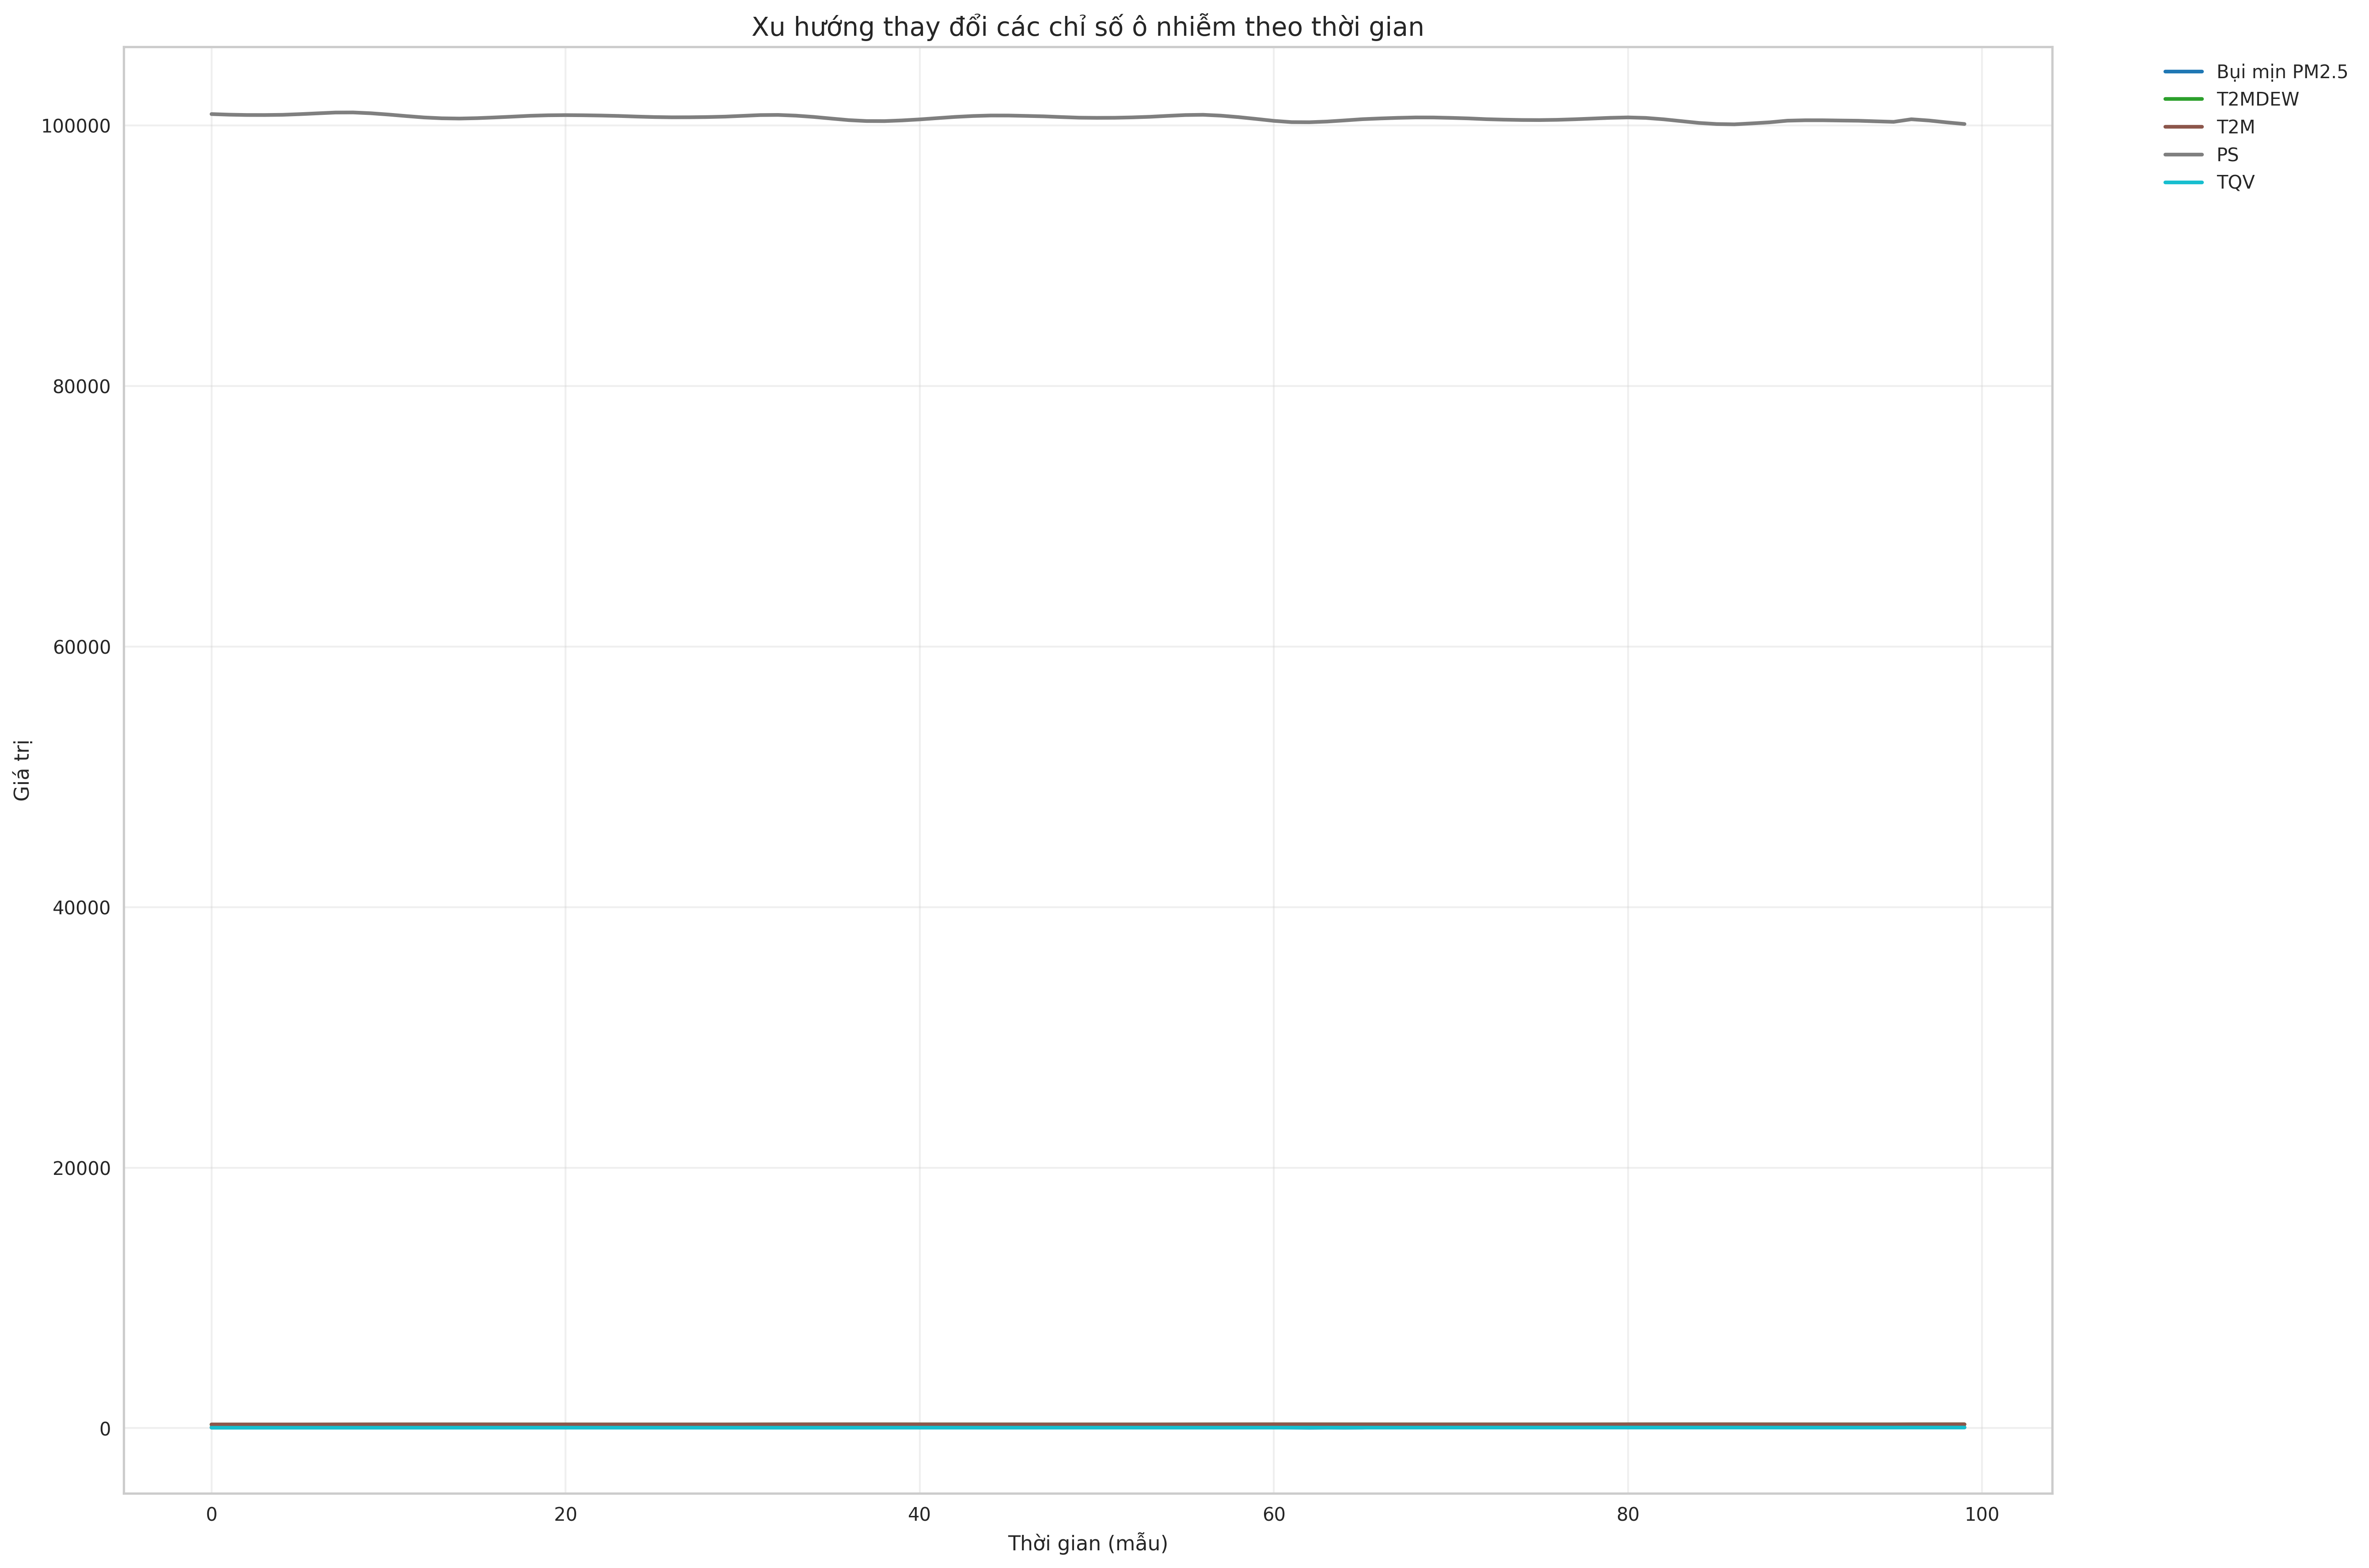 Xu hướng thay đổi các chỉ số ô nhiễm theo thời gian
Bụi mịn PM2.5
T2MDEW
T2M
PS
TQV
Giá trị
100000
80000
60000
40000
20000
0
0
20
40
60
80
100
Thời gian (mẫu)